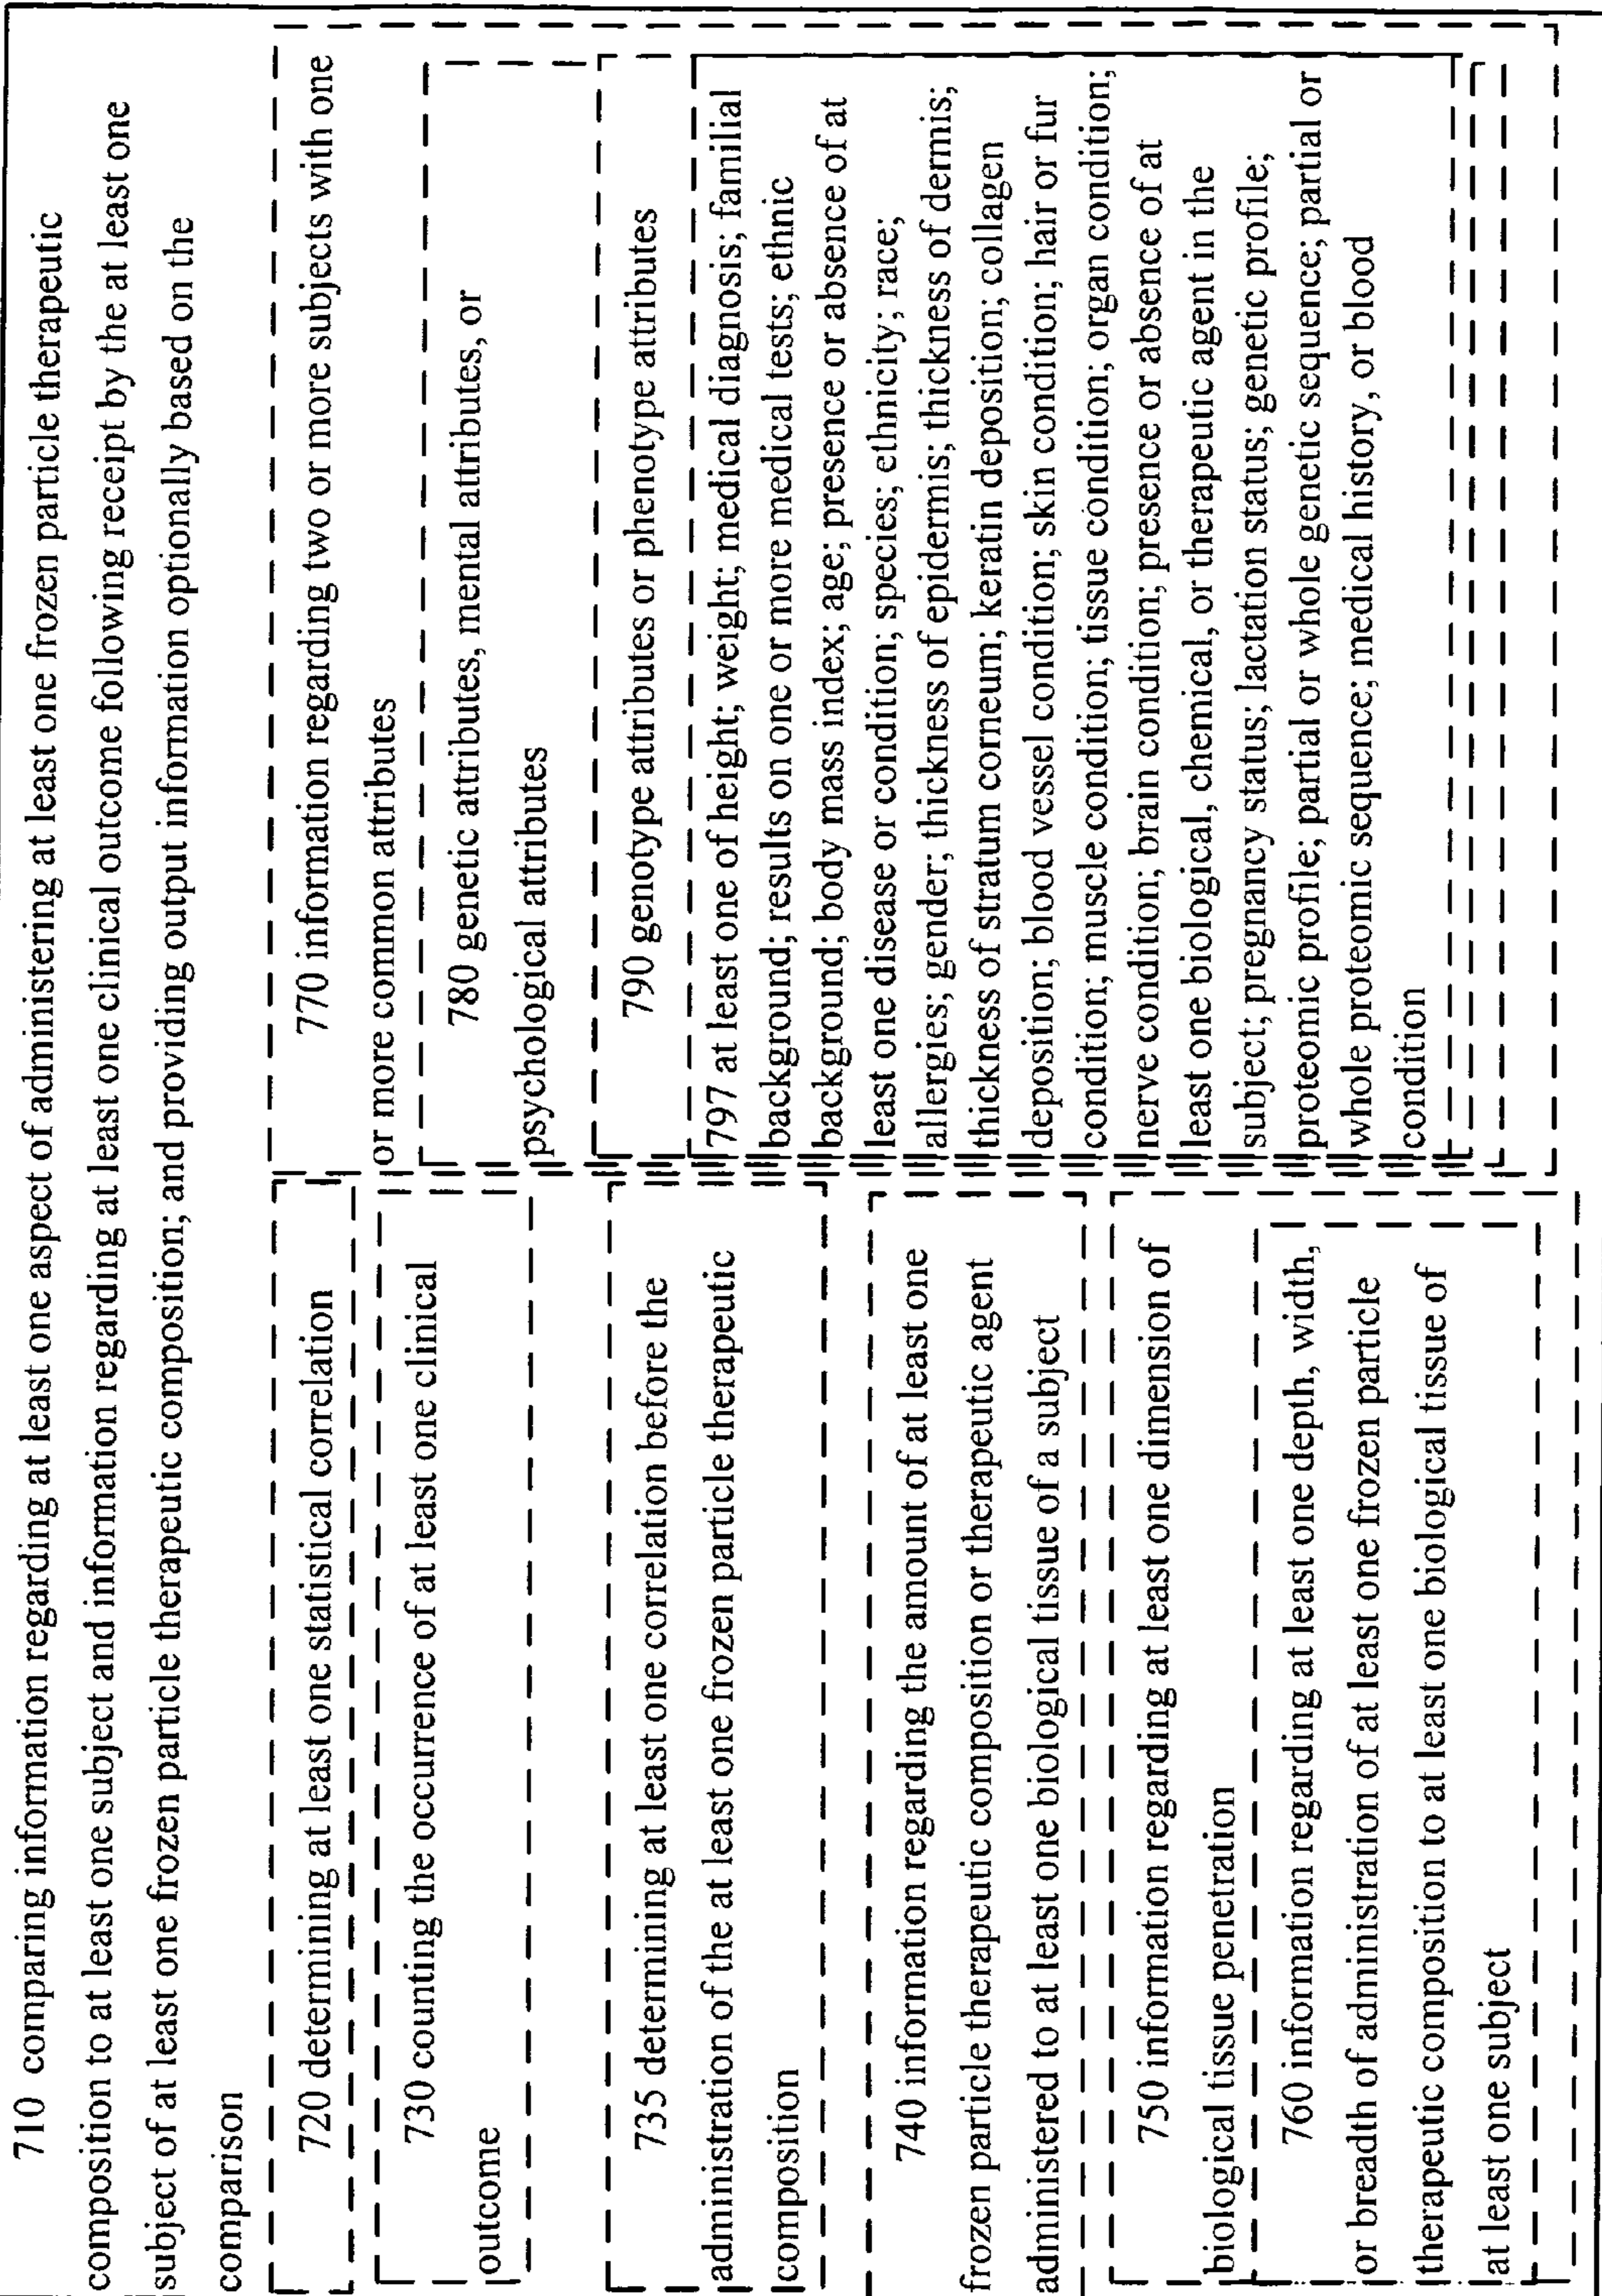 710 comparing information regarding at least one aspect of administering at least one frozen particle therapeutic
composition to at least one subject and information regarding at least one clinical outcome following receipt by the at least one
subject of at least one frozen particle therapeutic composition; and providing output information optionally based on the
comparison
720 determining at least one statistical correlation
730 counting the occurrence of at least one clinical
outcome
735 determining at least one correlation before the
administration of the at least one frozen particle therapeutic
composition
740 information regarding the amount of at least one
frozen particle therapeutic composition or therapeutic agent
administered to at least one biological tissue of a subject
750 information regarding at least one dimension of
biological tissue penetration
760 information regarding at least one depth, width,
or breadth of administration of at least one frozen particle
therapeutic composition to at least one biological tissue of
at least one subject
770 information regarding two or more subjects with one
or more common attributes
780 genetic attributes, mental attributes, or
psychological attributes
790 genotype attributes or phenotype attributes
797 at least one of height; weight; medical diagnosis; familial
background; results on one or more medical tests; ethnic
background; body mass index; age; presence or absence of at
least one disease or condition; species; ethnicity; race;
allergies; gender; thickness of epidermis; thickness of dermis;
thickness of stratum corneum; keratin deposition; collagen
deposition; blood vessel condition; skin condition; hair or fur
condition; muscle condition; tissue condition; organ condition;
nerve condition; brain condition; presence or absence of at
least one biological, chemical, or therapeutic agent in the
subject; pregnancy status; lactation status; genetic profile;
proteomic profile; partial or whole genetic sequence; partial or
whole proteomic sequence; medical history, or blood
condition